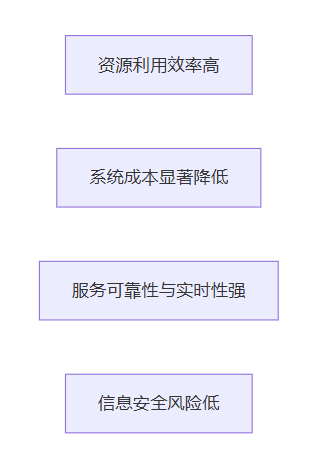 资源利用效率高
系统成本显著降低
服务可靠性与实时性强
信息安全风险低